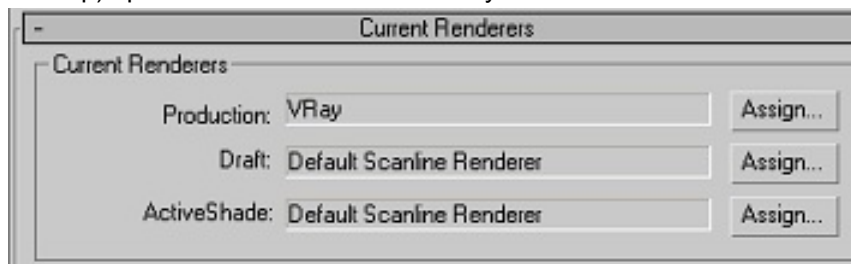 - Current Renderers
Current Renderers
Production: VRay Assign...
Draft: Default Scanline Renderer Assign...
ActiveShade: Default Scanline Renderer Assign...